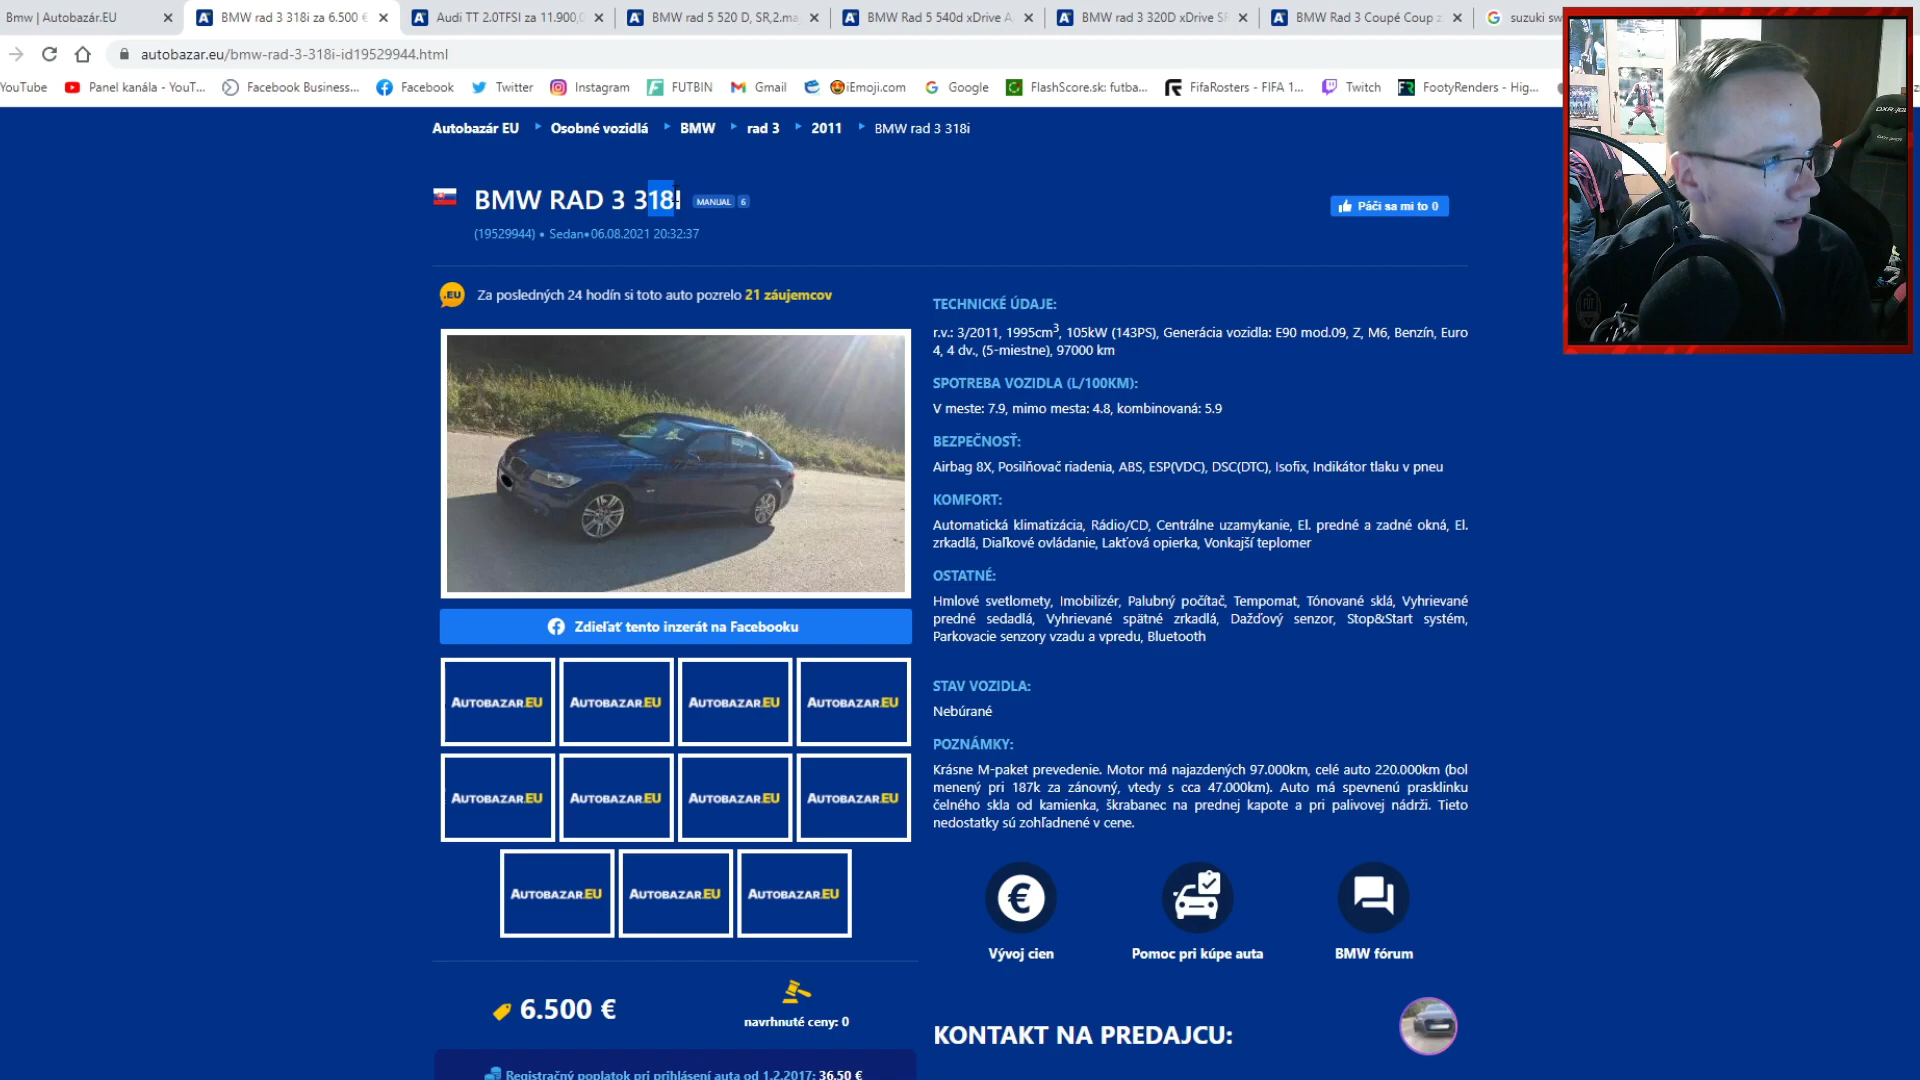 Bmw | Autobazár.EU
BMW rad 3 318i za 6.500 €
Audi TT 2.0TFSI za 11.900,0
BMW rad 5 520 D, SR,2.ma
BMW Rad 5 540d xDrive A
BMW rad 3 320D xDrive SR
BMW Rad 3 Coupé Coup z
suzuki sw
autobazar.eu/bmw-rad-3-318i-id19529944.html
YouTube
Panel kanála - YouT...
Facebook Business...
Facebook
Twitter
Instagram
FUTBIN
Gmail
iEmoji.com
Google
FlashScore.sk: futba...
FifaRosters - FIFA 1...
Twitch
FootyRenders - Hig...
Autobazár EU
Osobné vozidlá
BMW
rad 3
2011
BMW rad 3 318i
BMW RAD 3 318i MANUAL 6
Páči sa mi to 0
(19529944) • Sedan•06.08.2021 20:32:37
.EU
Za posledných 24 hodín si toto auto pozrelo 21 záujemcov
Zdieľať tento inzerát na Facebooku
AUTOBAZAR.EU AUTOBAZAR.EU AUTOBAZAR.EU AUTOBAZAR.EU
AUTOBAZAR.EU AUTOBAZAR.EU AUTOBAZAR.EU AUTOBAZAR.EU
AUTOBAZAR.EU AUTOBAZAR.EU AUTOBAZAR.EU
6.500 €
navrhnuté ceny: 0
Registračný poplatok pri prihlásení auta od 1.2.2017: 36.50 €
TECHNICKÉ ÚDAJE:
r.v.: 3/2011, 1995cm3, 105kW (143PS), Generácia vozidla: E90 mod.09, Z, M6, Benzín, Euro
4, 4 dv., (5-miestne), 97000 km
SPOTREBA VOZIDLA (L/100KM):
V meste: 7.9, mimo mesta: 4.8, kombinovaná: 5.9
BEZPEČNOSŤ:
Airbag 8X, Posilňovač riadenia, ABS, ESP(VDC), DSC(DTC), Isofix, Indikátor tlaku v pneu
KOMFORT:
Automatická klimatizácia, Rádio/CD, Centrálne uzamykanie, El. predné a zadné okná, El.
zrkadlá, Diaľkové ovládanie, Lakťová opierka, Vonkajší teplomer
OSTATNÉ:
Hmlové svetlomety, Imobilizér, Palubný počítač, Tempomat, Tónované sklá, Vyhrievané
predné sedadlá, Vyhrievané spätné zrkadlá, Dažďový senzor, Stop&Start systém,
Parkovacie senzory vzadu a vpredu, Bluetooth
STAV VOZIDLA:
Nebúrané
POZNÁMKY:
Krásne M-paket prevedenie. Motor má najazdených 97.000km, celé auto 220.000km (bol
menený pri 187k za zánovný, vtedy s cca 47.000km). Auto má spevnenú prasklinku
čelného skla od kamienka, škrabanec na prednej kapote a pri palivovej nádrži. Tieto
nedostatky sú zohľadnené v cene.
Vývoj cien
Pomoc pri kúpe auta
BMW fórum
KONTAKT NA PREDAJCU: